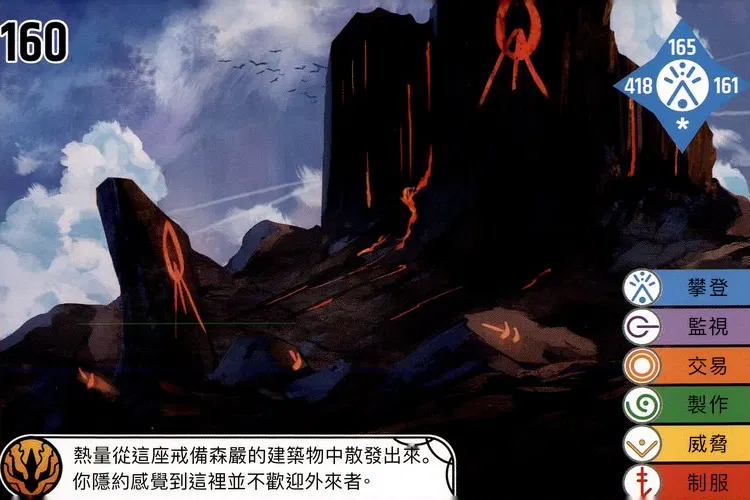 160
165
418
161
*
攀登
監視
交易
製作
威脅
制服
熱量從這座戒備森嚴的建築物中散發出來。
你隱約感覺到這裡並不歡迎外來者。